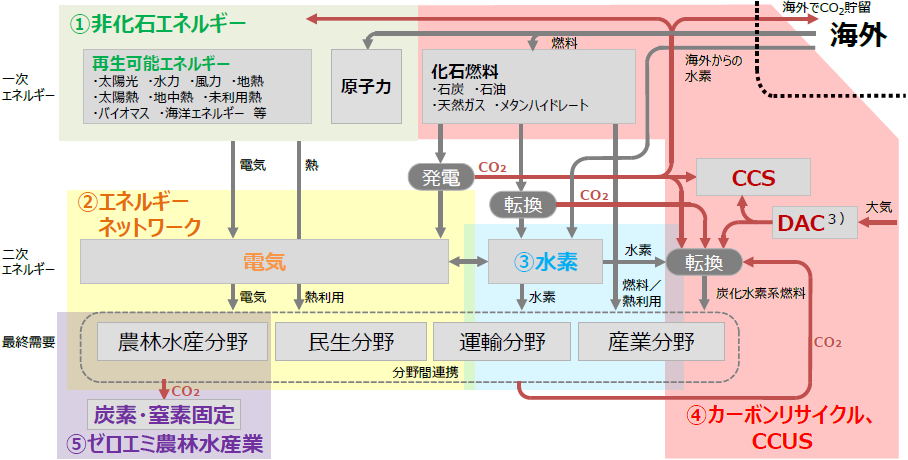 ①非化石エネルギー
海外でCO₂貯留
海外
燃料
海外からの
水素
一次
エネルギー
再生可能エネルギー
・太陽光 ・水力 ・風力 ・地熱
・太陽熱 ・地中熱 ・未利用熱
・バイオマス ・海洋エネルギー 等
原子力
化石燃料
・石炭 ・石油
・天然ガス ・メタンハイドレート
電気
熱
発電
CO₂
CCS
転換
CO₂
DAC³⁾
大気
②エネルギー
ネットワーク
二次
エネルギー
電気
③水素
水素
転換
電気
熱利用
水素
燃料／
熱利用
炭化水素系燃料
最終需要
農林水産分野
民生分野
運輸分野
産業分野
CO₂
分野間連携
CO₂
炭素・窒素固定
⑤ゼロエミ農林水産業
④カーボンリサイクル、
CCUS